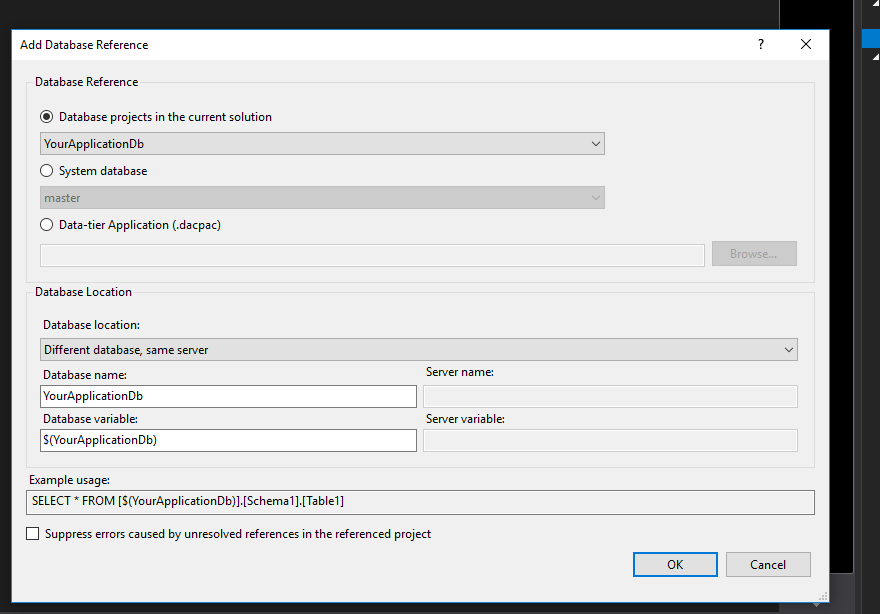 Add Database Reference
?
Database Reference
Database projects in the current solution
YourApplicationDb
System database
master
Data-tier Application (.dacpac)
Browse...
Database Location
Database location:
Different database, same server
Database name:
Server name:
YourApplicationDb
Database variable:
Server variable:
$(YourApplicationDb)
Example usage:
SELECT * FROM [$(YourApplicationDb)].[Schema1].[Table1]
Suppress errors caused by unresolved references in the referenced project
OK
Cancel